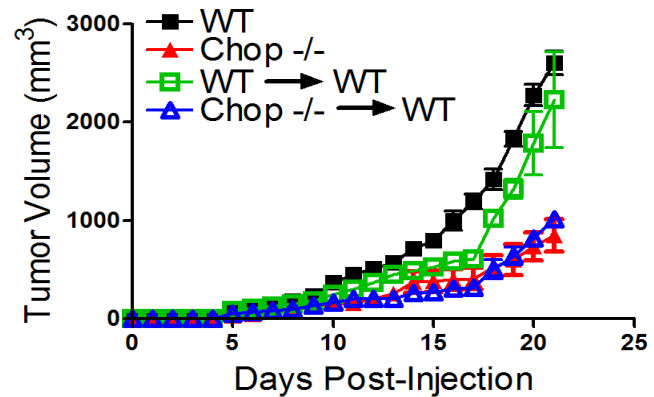 Tumor Volume (mm³)
3000
2000
1000
0
WT
Chop -/-
WT → WT
Chop -/- → WT
0 5 10 15 20 25
Days Post-Injection